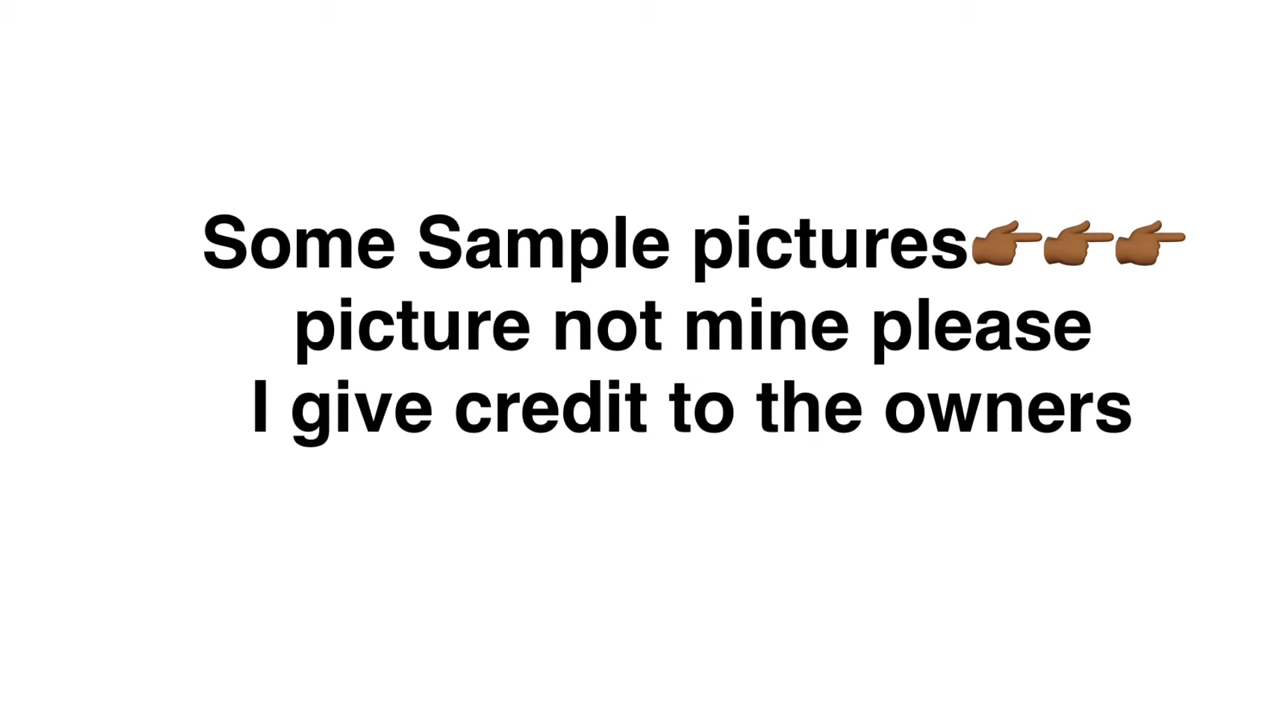 Some Sample pictures👉🏾👉🏾👉🏾
picture not mine please
I give credit to the owners